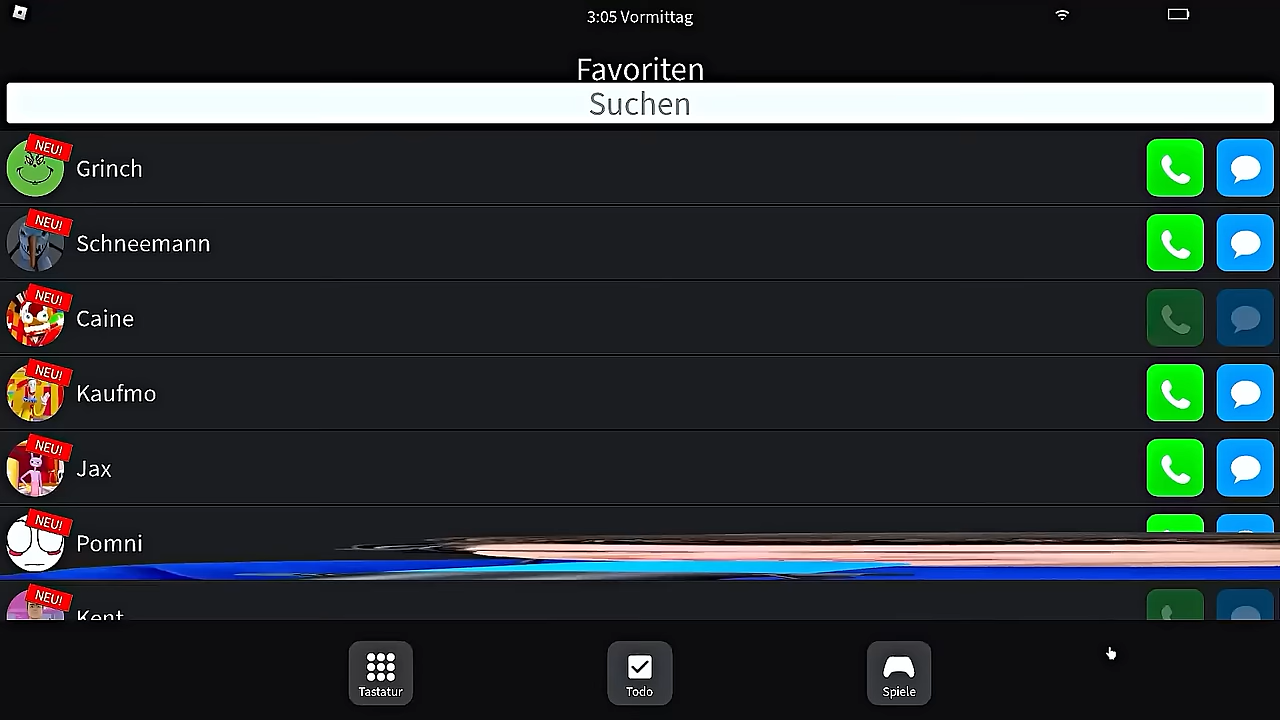 3:05 Vormittag
Favoriten
Suchen
NEU!
Grinch
NEU!
Schneemann
NEU!
Caine
NEU!
Kaufmo
NEU!
Jax
NEU!
Pomni
NEU!
Kent
Tastatur
Todo
Spiele